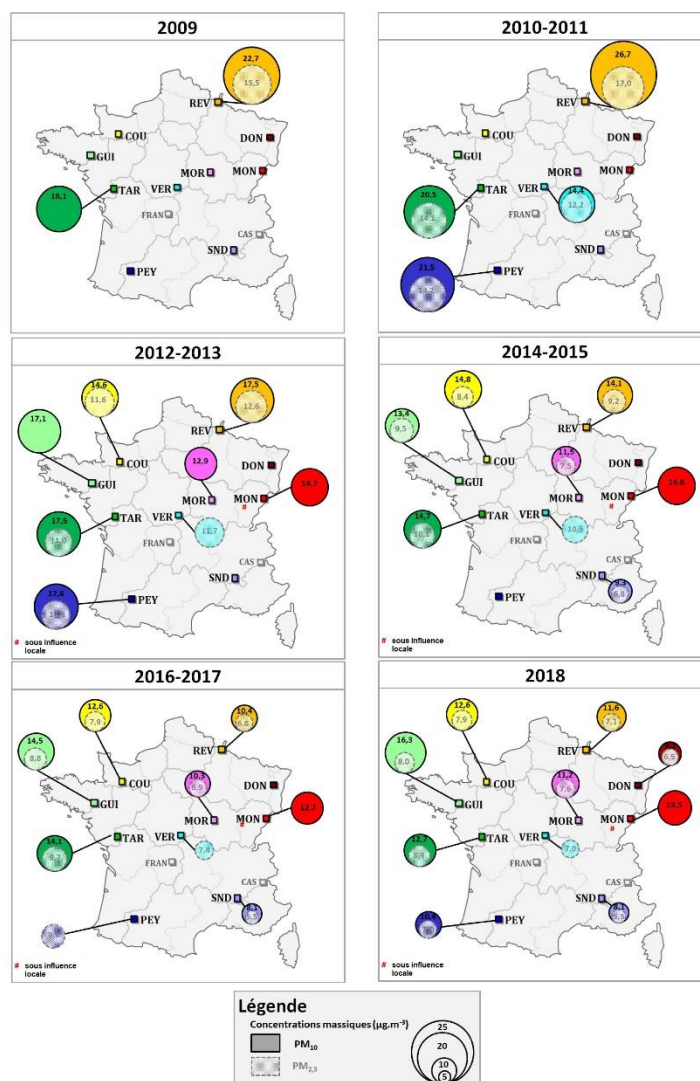 2009
22,7
15,5
REV
COU
DON
GUI
MOR
MON
TAR
VER
18,1
FRAN
CAS
SND
PEY
2010-2011
26,7
17,0
REV
COU
DON
GUI
MOR
MON
TAR
VER
20,5
14,4
12,2
FRAN
CAS
21,5
SND
PEY
2012-2013
14,6
11,6
17,5
12,6
17,1
REV
COU
12,9
DON
GUI
MOR
MON
14,7
#
TAR
VER
17,5
11,0
11,7
FRAN
CAS
17,8
SND
PEY
# sous influence
locale
2014-2015
14,8
8,4
14,1
9,2
13,4
9,5
REV
COU
11,5
7,5
DON
GUI
MOR
MON
14,8
#
TAR
VER
14,7
10,1
10,5
FRAN
CAS
SND
9,3
6,8
PEY
# sous influence
locale
2016-2017
12,6
7,9
10,4
6,8
14,5
8,8
REV
COU
10,3
6,9
DON
GUI
MOR
MON
12,7
#
TAR
VER
14,1
7,4
FRAN
CAS
SND
PEY
# sous influence
locale
2018
12,6
7,9
11,6
7,1
16,3
8,0
REV
6,5
COU
11,2
7,6
DON
GUI
MOR
MON
13,5
#
TAR
VER
12,7
7,0
FRAN
CAS
SND
PEY
# sous influence
locale
Légende
Concentrations massiques (µg.m⁻³)
PM₁₀
PM₂,₅
25
20
10
5